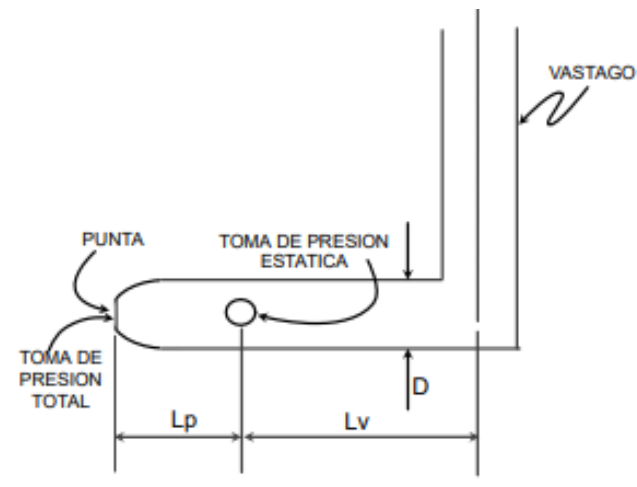 VASTAGO
PUNTA
TOMA DE PRESION
ESTATICA
TOMA DE
PRESION
TOTAL
D
Lp
Lv